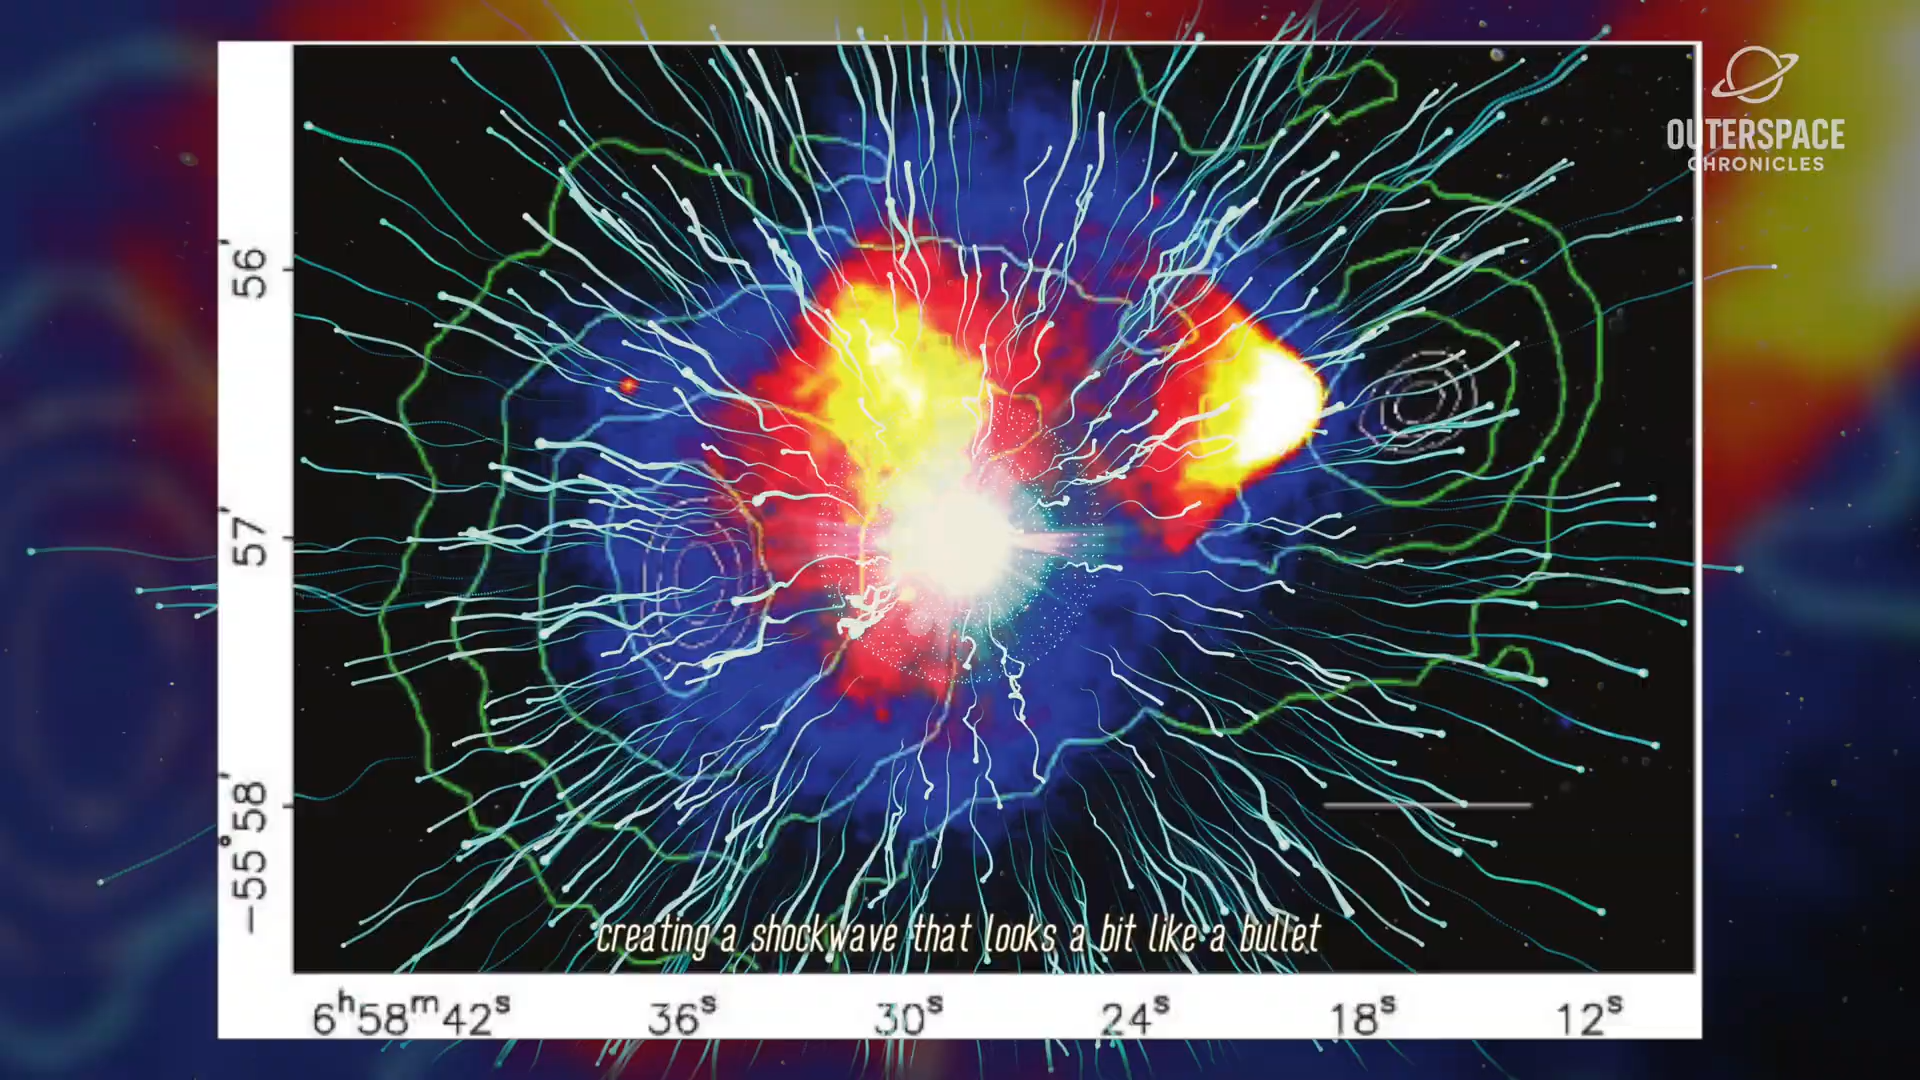 OUTERSPACE
CHRONICLES
56'
57'
−55°58'
creating a shockwave that looks a bit like a bullet
6ʰ58ᵐ42ˢ 36ˢ 30ˢ 24ˢ 18ˢ 12ˢ